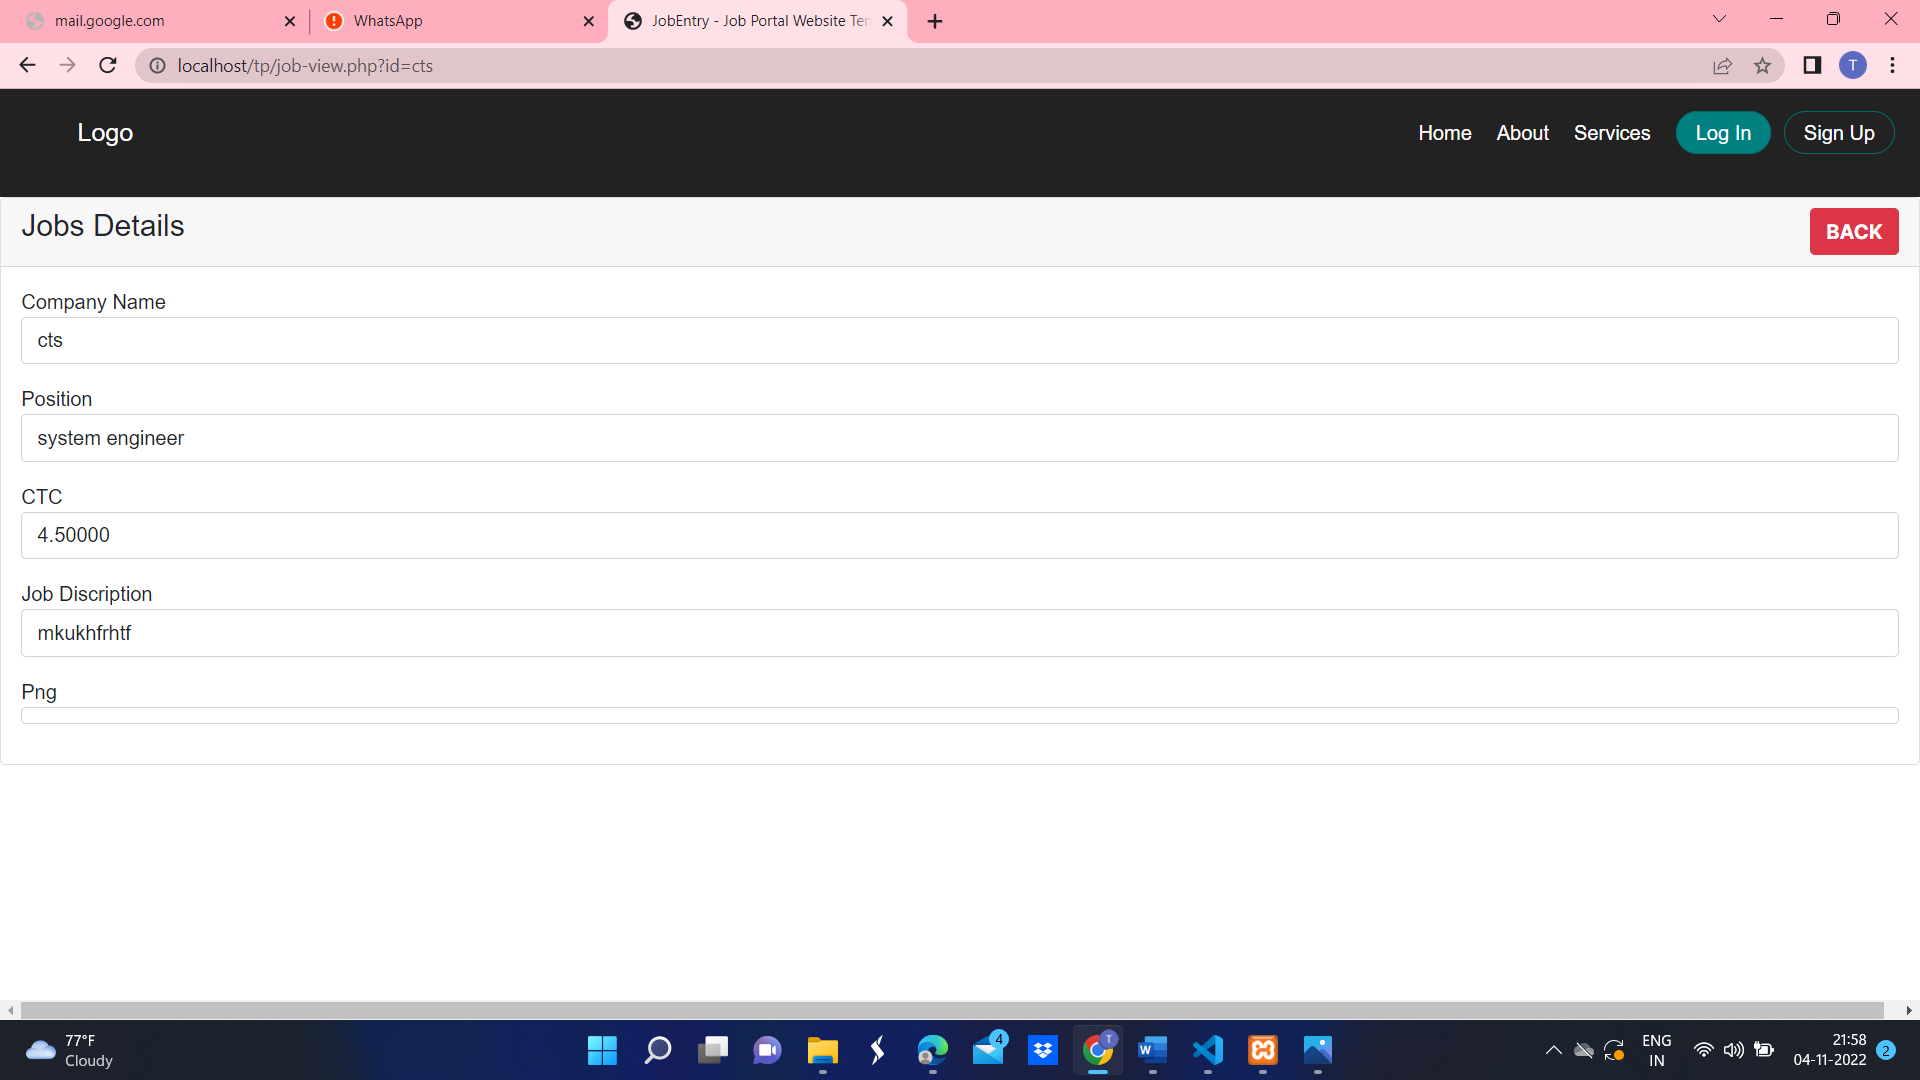 mail.google.com
WhatsApp
JobEntry - Job Portal Website Ten
localhost/tp/job-view.php?id=cts
T
Logo
Home
About
Services
Log In
Sign Up
Jobs Details
BACK
Company Name
cts
Position
system engineer
CTC
4.50000
Job Discription
mkukhfrhtf
Png
77°F
Cloudy
4
T
W
ENG
IN
21:58
04-11-2022
2